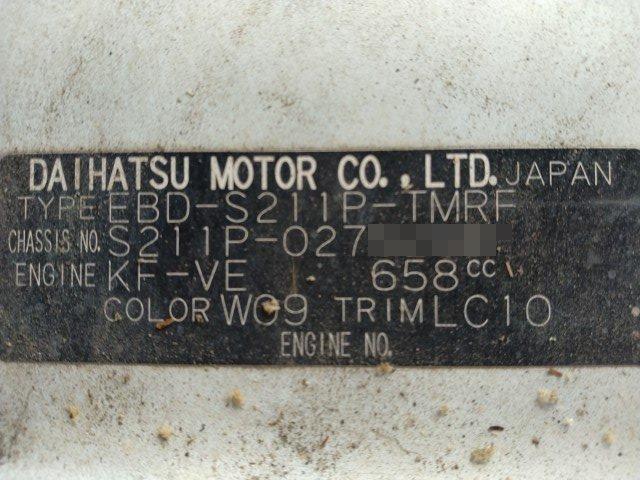 DAIHATSU MOTOR CO., LTD. JAPAN
TYPE EBD-S211P-TMRF
CHASSIS NO. S211P-027
ENGINE KF-VE 658cc
COLOR W09 TRIM LC10
ENGINE NO.